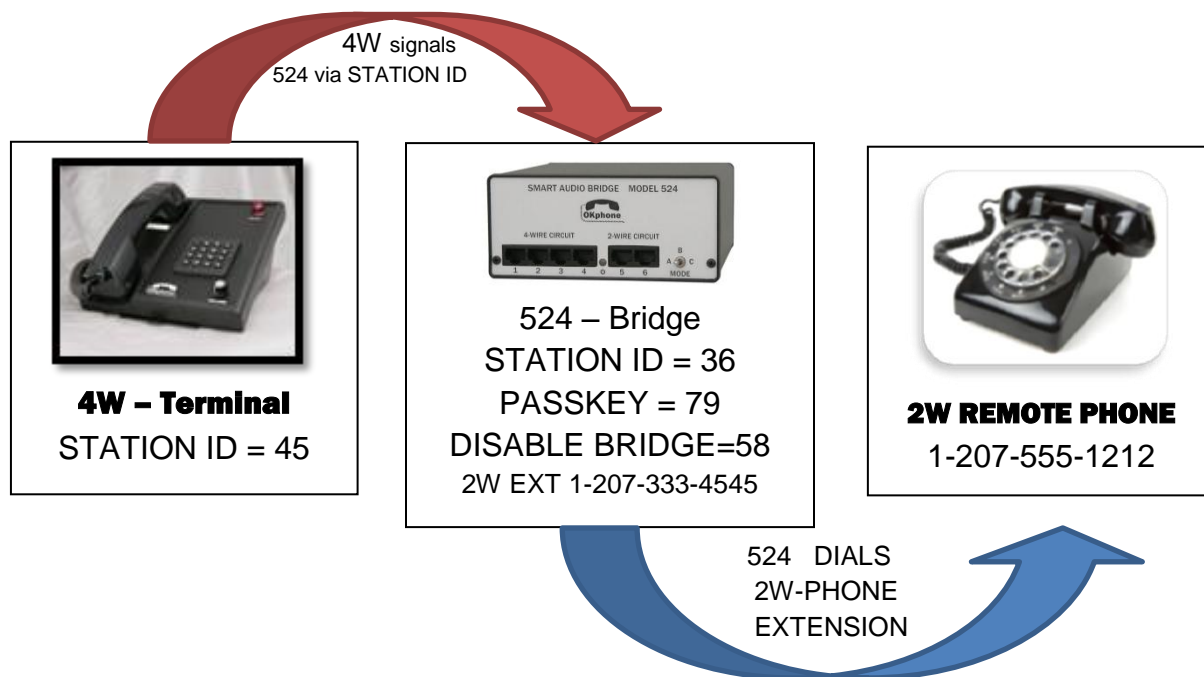 4W signals
524 via STATION ID
4W – Terminal
STATION ID = 45
SMART AUDIO BRIDGE MODEL 524
OKphone
4-WIRE CIRCUIT 2-WIRE CIRCUIT
B
A C
1 2 3 4 0 5 6 MODE
524 – Bridge
STATION ID = 36
PASSKEY = 79
DISABLE BRIDGE=58
2W EXT 1-207-333-4545
2W REMOTE PHONE
1-207-555-1212
524 DIALS
2W-PHONE
EXTENSION